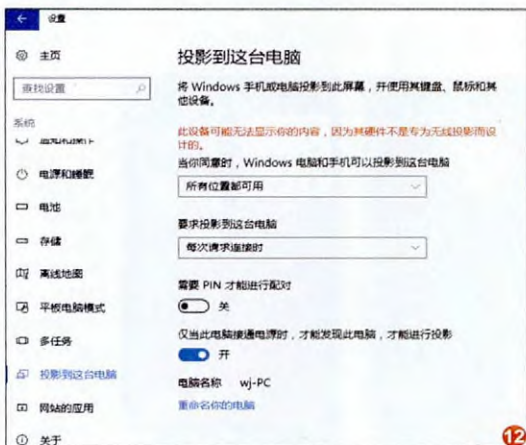 设置
主页
查找设置
系统
通知和操作
电源和睡眠
电池
存储
离线地图
平板电脑模式
多任务
投影到这台电脑
网站的应用
关于
投影到这台电脑
将 Windows 手机或电脑投影到此屏幕，并使用其键盘、鼠标和其
他设备。
此设备可能无法显示你的内容，因为其硬件不是专为无线投影而设
计的。
当你同意时，Windows 电脑和手机可以投影到这台电脑
所有位置都可用
要求投影到这台电脑
每次请求连接时
需要 PIN 才能进行配对
关
仅当此电脑接通电源时，才能发现此电脑，才能进行投影
开
电脑名称 wj-PC
重命名你的电脑
12